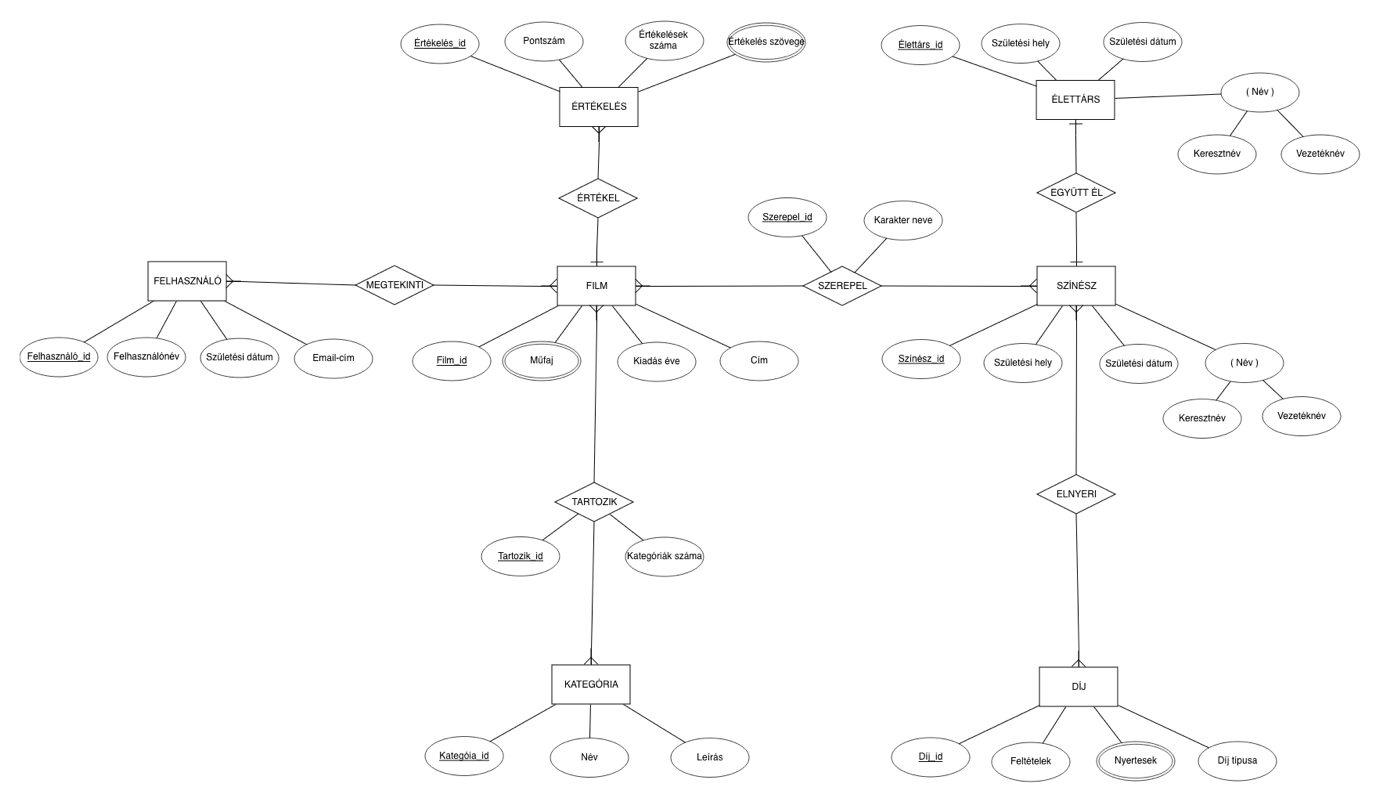 Értékelés_id
Pontszám
Értékelések
száma
Értékelés szövege
ÉRTÉKELÉS
Élettárs_id
Születési hely
Születési dátum
ÉLETTÁRS
( Név )
Keresztnév
Vezetéknév
ÉRTÉKEL
EGYÜTT ÉL
Szerepel_id
Karakter neve
FELHASZNÁLÓ
MEGTEKINTI
FILM
SZEREPEL
SZÍNÉSZ
Felhasználó_id
Felhasználónév
Születési dátum
Email-cím
Film_id
Műfaj
Kiadás éve
Cím
Színész_id
Születési hely
Születési dátum
( Név )
Keresztnév
Vezetéknév
TARTOZIK
ELNYERI
Tartozik_id
Kategóriák száma
KATEGÓRIA
DÍJ
Kategóia_id
Név
Leírás
Díj_id
Feltételek
Nyertesek
Díj tipusa